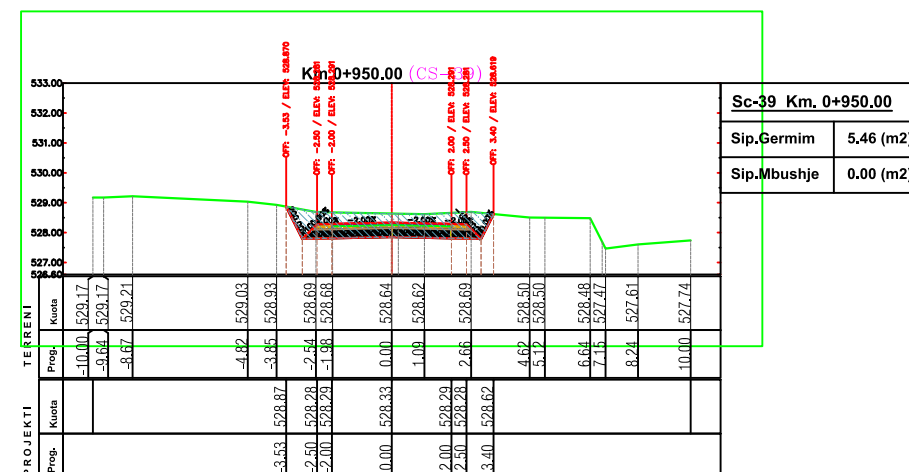 Km 0+950.00 (CS-39)
OFF: -3.53 / ELEV: 528.870
OFF: -2.50 /
OFF: -2.00 /
OFF: 2.00 / ELEV: 528.291
OFF: 2.50 / ELEV: 528.281
OFF: 3.40 / ELEV: 528.619
533.00
532.00
531.00
530.00
529.00
528.00
527.00
526.60
-2.00% -2.00%
Sc-39 Km. 0+950.00
Sip.Germim 5.46 (m2)
Sip.Mbushje 0.00 (m2)
TERRENI
Kuota 529.17 529.17 529.21 529.03 528.93 528.69 528.68 528.64 528.62 528.69 528.50 528.50 528.48 527.47 527.61 527.74
Prog. -10.00 -9.64 -8.67 -4.82 -3.85 -2.54 -1.98 0.00 1.09 2.66 4.62 5.12 6.64 7.15 8.24 10.00
PROJEKTI
Kuota 528.87 528.28 528.29 528.33 528.29 528.28 528.62
Prog. -3.53 -2.50 -2.00 0.00 2.00 2.50 3.40